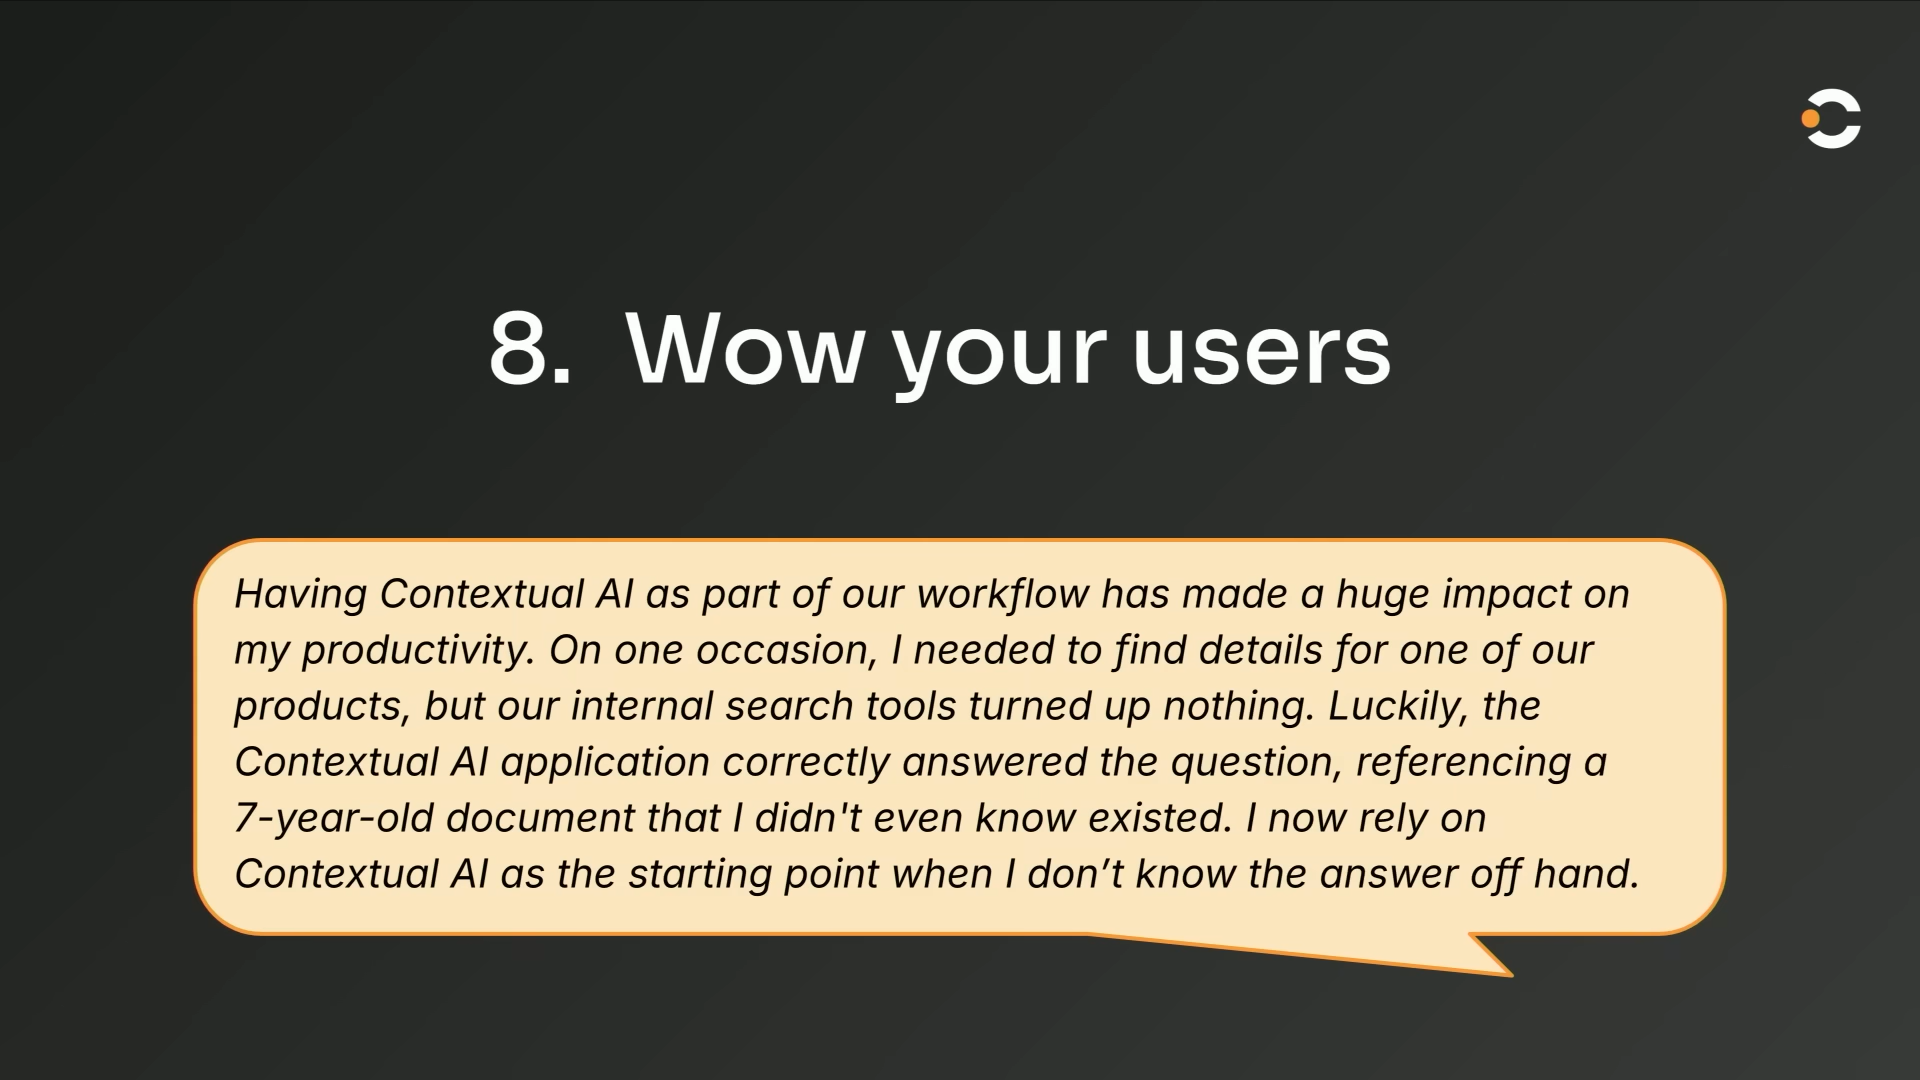 8. Wow your users
Having Contextual AI as part of our workflow has made a huge impact on
my productivity. On one occasion, I needed to find details for one of our
products, but our internal search tools turned up nothing. Luckily, the
Contextual AI application correctly answered the question, referencing a
7-year-old document that I didn't even know existed. I now rely on
Contextual AI as the starting point when I don’t know the answer off hand.